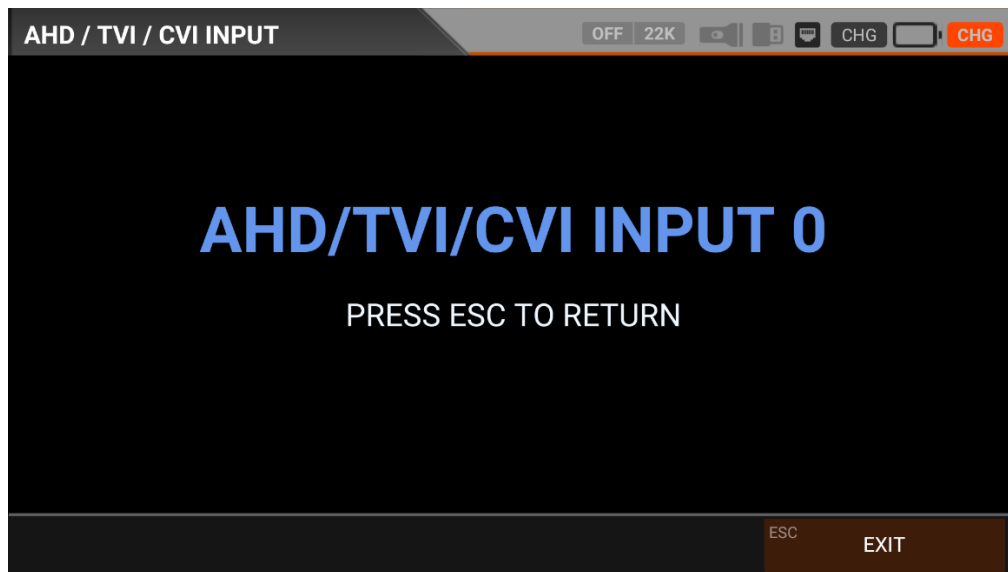 AHD / TVI / CVI INPUT
OFF 22K CHG CHG
AHD/TVI/CVI INPUT 0
PRESS ESC TO RETURN
ESC EXIT